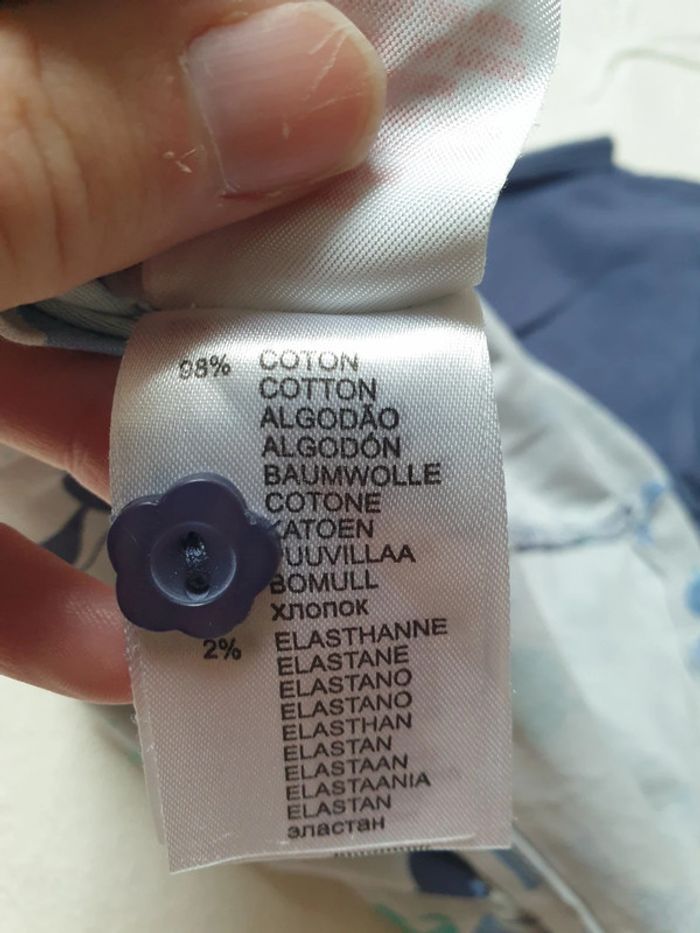 98% COTON
COTTON
ALGODÃO
ALGODÓN
BAUMWOLLE
COTONE
KATOEN
PUUVILLAA
BOMULL
хлопок
2% ELASTHANNE
ELASTANE
ELASTANO
ELASTANO
ELASTHAN
ELASTAN
ELASTAAN
ELASTAANIA
ELASTAN
эластан